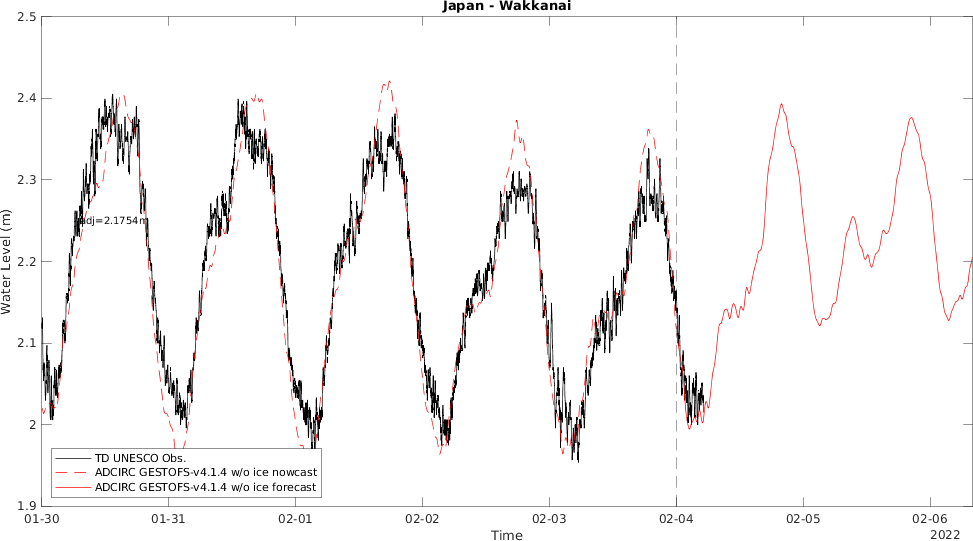 Japan - Wakkanai
2.5
2.4
2.3
2.2
2.1
2
1.9
Water Level (m)
adj=2.1754m
TD UNESCO Obs.
ADCIRC GESTOFS-v4.1.4 w/o ice nowcast
ADCIRC GESTOFS-v4.1.4 w/o ice forecast
01-30 01-31 02-01 02-02 02-03 02-04 02-05 02-06
Time
2022